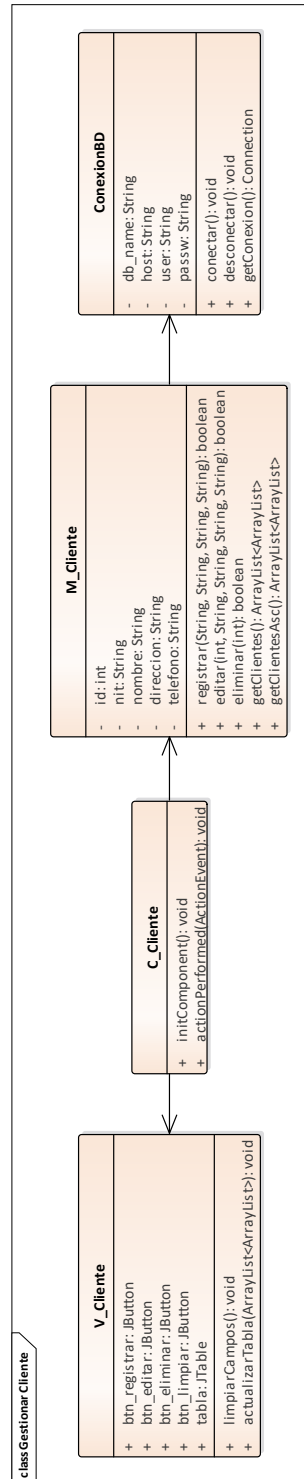 class Gestionar Cliente
V_Cliente
+ btn_registrar: JButton
+ btn_editar: JButton
+ btn_eliminar: JButton
+ btn_limpiar: JButton
+ tabla: JTable
+ limpiarCampos(): void
+ actualizarTabla(ArrayList<ArrayList>): void
C_Cliente
+ initComponent(): void
+ actionPerformed(ActionEvent): void
M_Cliente
- id: int
- nit: String
- nombre: String
- direccion: String
- telefono: String
+ registrar(String, String, String, String): boolean
+ editar(int, String, String, String, String): boolean
+ eliminar(int): boolean
+ getClientes(): ArrayList<ArrayList>
+ getClientesAsc(): ArrayList<ArrayList>
ConexionBD
- db_name: String
- host: String
- user: String
- passw: String
+ conectar(): void
+ desconectar(): void
+ getConexion(): Connection